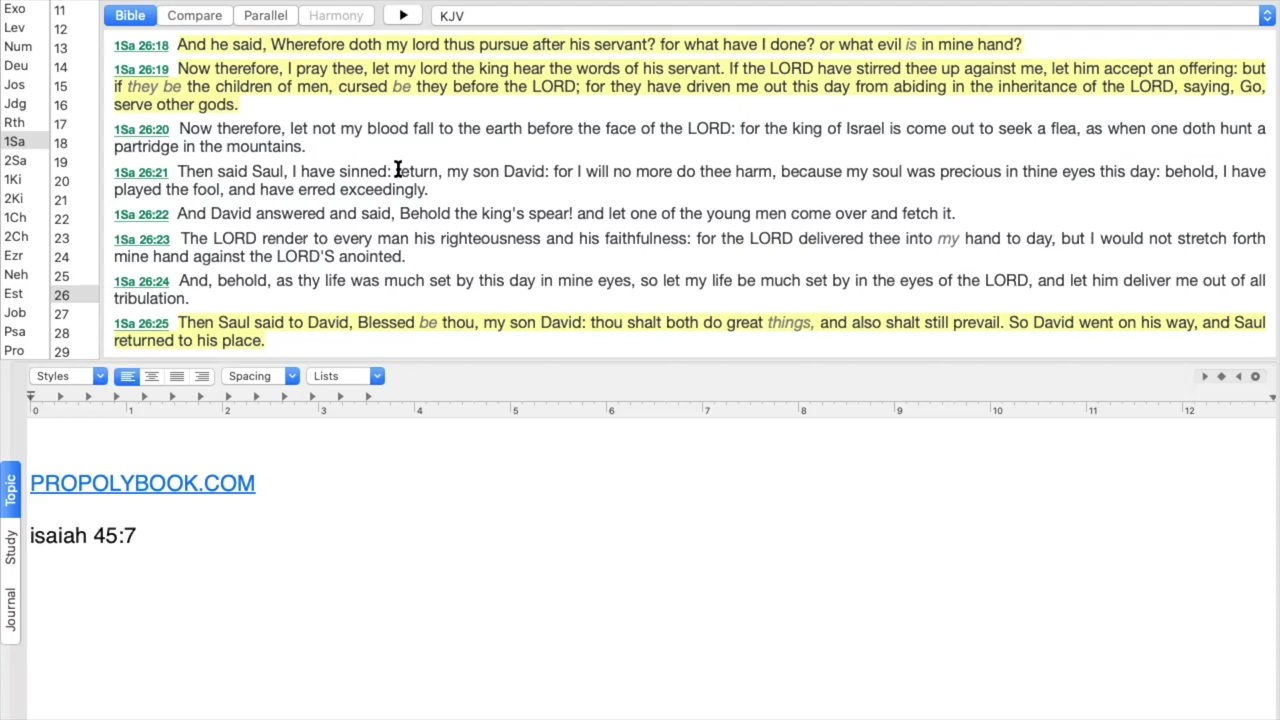 Exo
Lev
Num
Deu
Jos
Jdg
Rth
1Sa
2Sa
1Ki
2Ki
1Ch
2Ch
Ezr
Neh
Est
Job
Psa
Pro
11
12
13
14
15
16
17
18
19
20
21
22
23
24
25
26
27
28
29
Bible Compare Parallel Harmony KJV
1Sa 26:18 And he said, Wherefore doth my lord thus pursue after his servant? for what have I done? or what evil is in mine hand?
1Sa 26:19 Now therefore, I pray thee, let my lord the king hear the words of his servant. If the LORD have stirred thee up against me, let him accept an offering: but
if they be the children of men, cursed be they before the LORD; for they have driven me out this day from abiding in the inheritance of the LORD, saying, Go,
serve other gods.
1Sa 26:20 Now therefore, let not my blood fall to the earth before the face of the LORD: for the king of Israel is come out to seek a flea, as when one doth hunt a
partridge in the mountains.
1Sa 26:21 Then said Saul, I have sinned: return, my son David: for I will no more do thee harm, because my soul was precious in thine eyes this day: behold, I have
played the fool, and have erred exceedingly.
1Sa 26:22 And David answered and said, Behold the king's spear! and let one of the young men come over and fetch it.
1Sa 26:23 The LORD render to every man his righteousness and his faithfulness: for the LORD delivered thee into my hand to day, but I would not stretch forth
mine hand against the LORD'S anointed.
1Sa 26:24 And, behold, as thy life was much set by this day in mine eyes, so let my life be much set by in the eyes of the LORD, and let him deliver me out of all
tribulation.
1Sa 26:25 Then Saul said to David, Blessed be thou, my son David: thou shalt both do great things, and also shalt still prevail. So David went on his way, and Saul
returned to his place.
Styles Spacing Lists
0 1 2 3 4 5 6 7 8 9 10 11 12
Topic
Study
Journal
PROPOLYBOOK.COM
isaiah 45:7